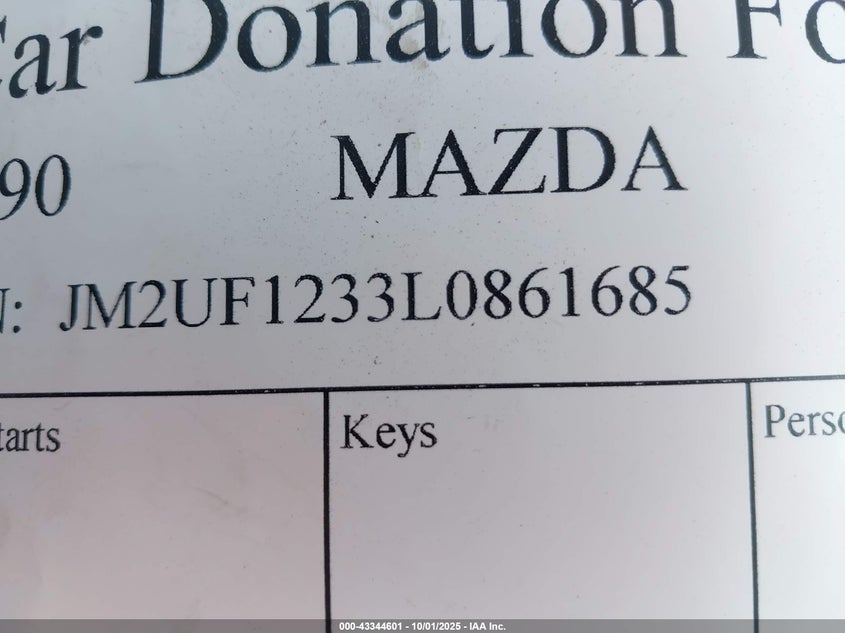 Car Donation Fo
90 MAZDA
N: JM2UF1233L0861685
tarts Keys Perso
000-43344601 - 10/01/2025 - IAA Inc.